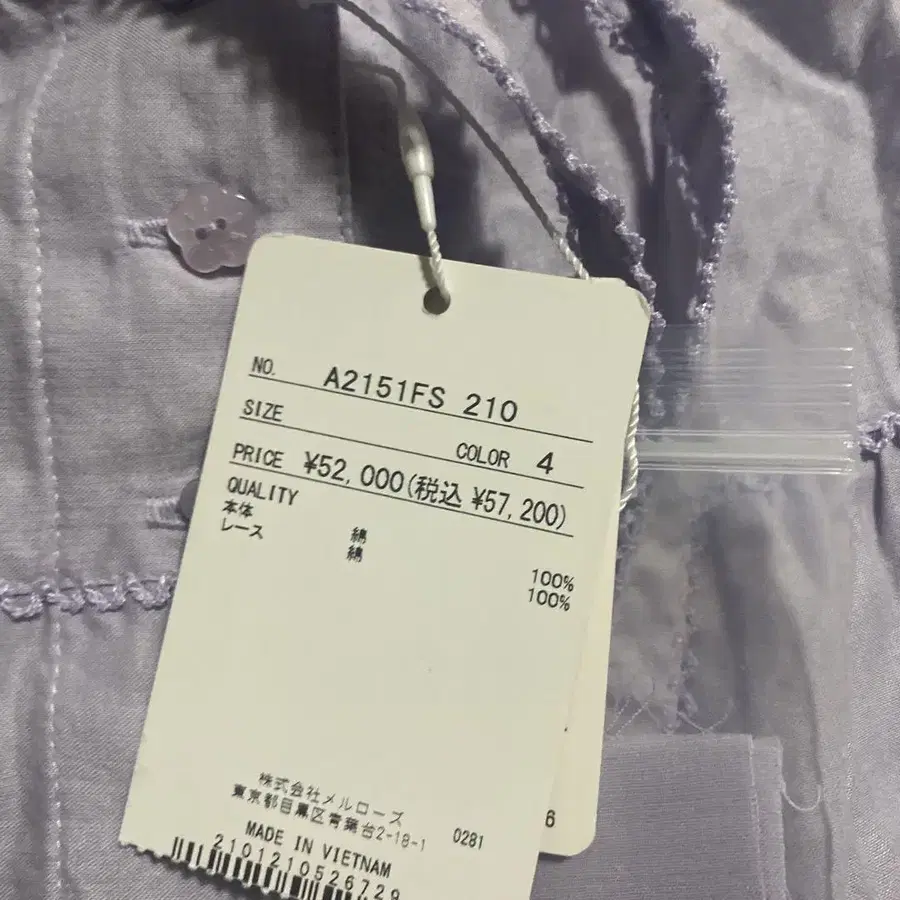 NO. A2151FS 210
SIZE COLOR 4
PRICE ¥52,000(税込 ¥57,200)
QUALITY
本体 綿 100%
レース 綿 100%
株式会社メルローズ
東京都目黒区青葉台2-18-1 0281
MADE IN VIETNAM
2101210526729
6